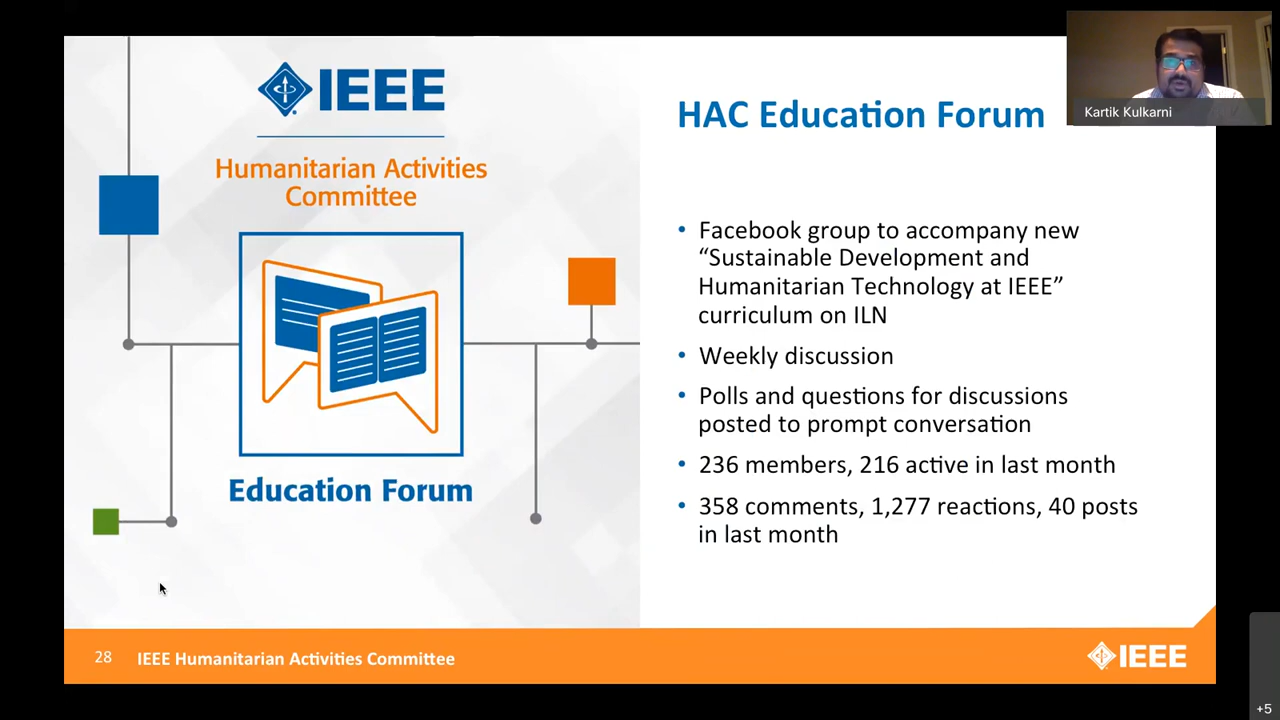 IEEE
Humanitarian Activities
Committee
Education Forum
HAC Education Forum
• Facebook group to accompany new
“Sustainable Development and
Humanitarian Technology at IEEE”
curriculum on ILN
• Weekly discussion
• Polls and questions for discussions
posted to prompt conversation
• 236 members, 216 active in last month
• 358 comments, 1,277 reactions, 40 posts
in last month
Kartik Kulkarni
28 IEEE Humanitarian Activities Committee
IEEE
+5